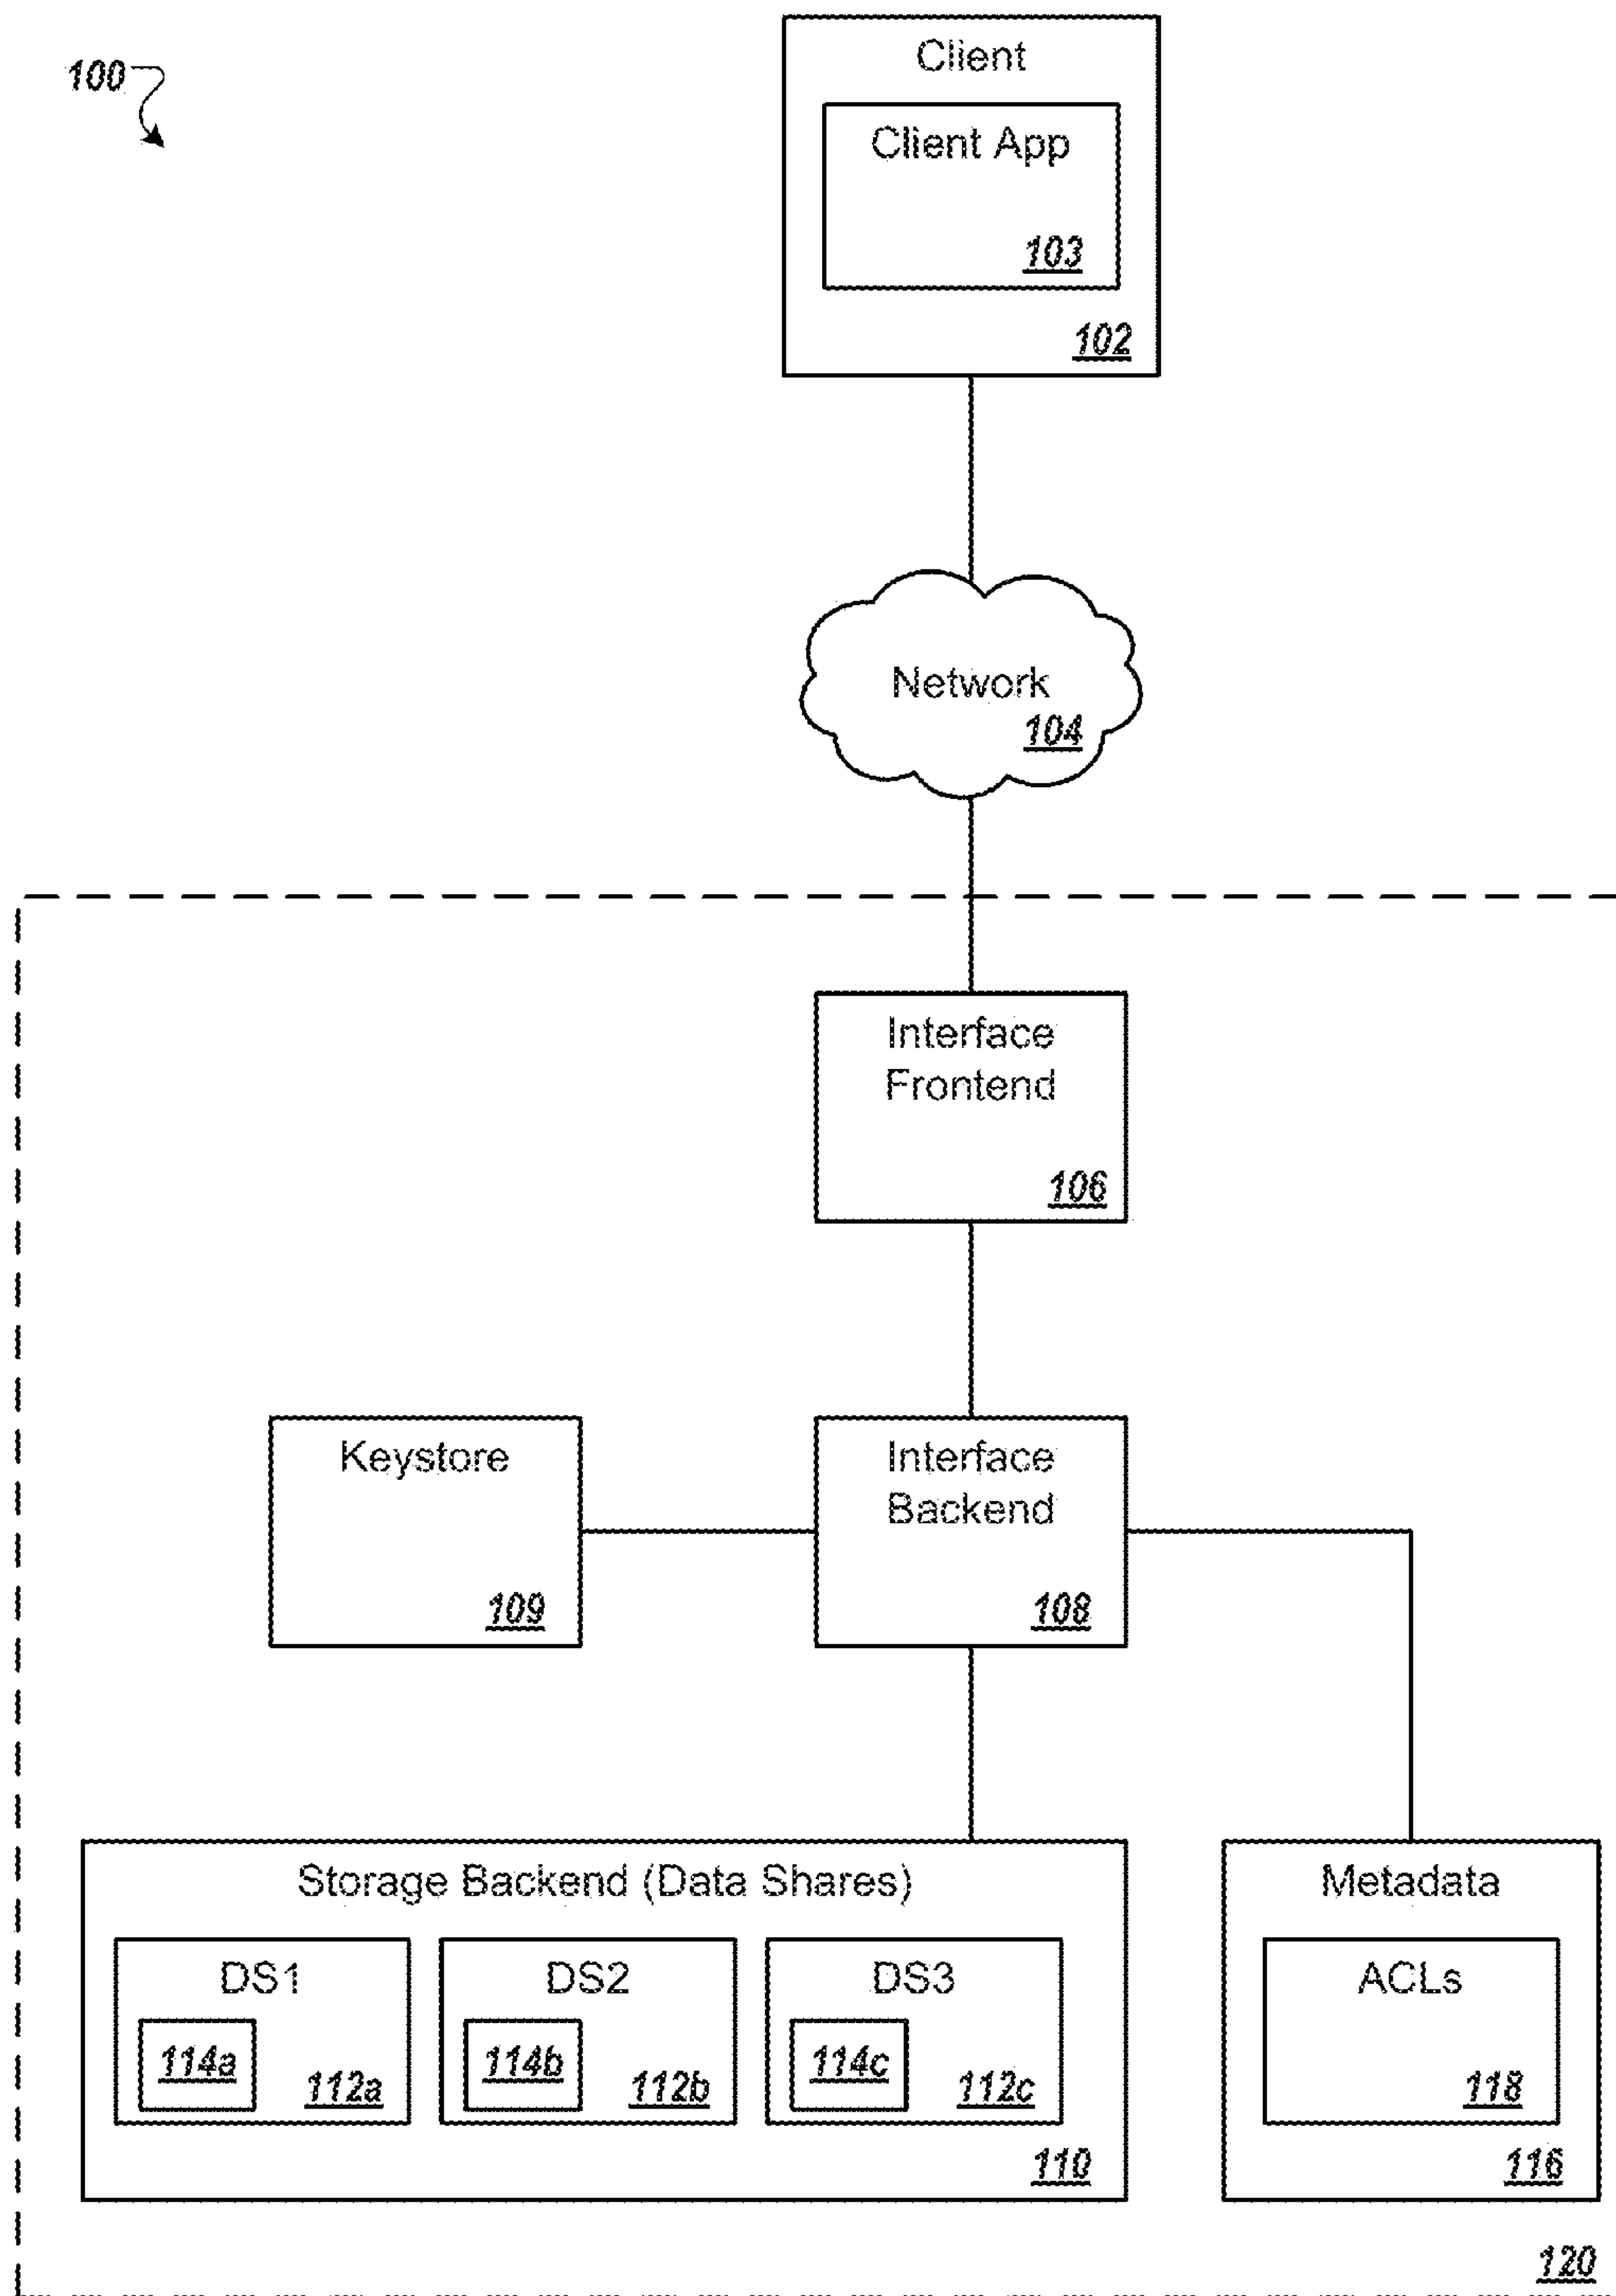 100
Client
Client App
103
102
Network
104
Interface
Frontend
106
Keystore
109
Interface
Backend
108
Storage Backend (Data Shares)
DS1
114a
112a
DS2
114b
112b
DS3
114c
112c
110
Metadata
ACLs
118
116
120